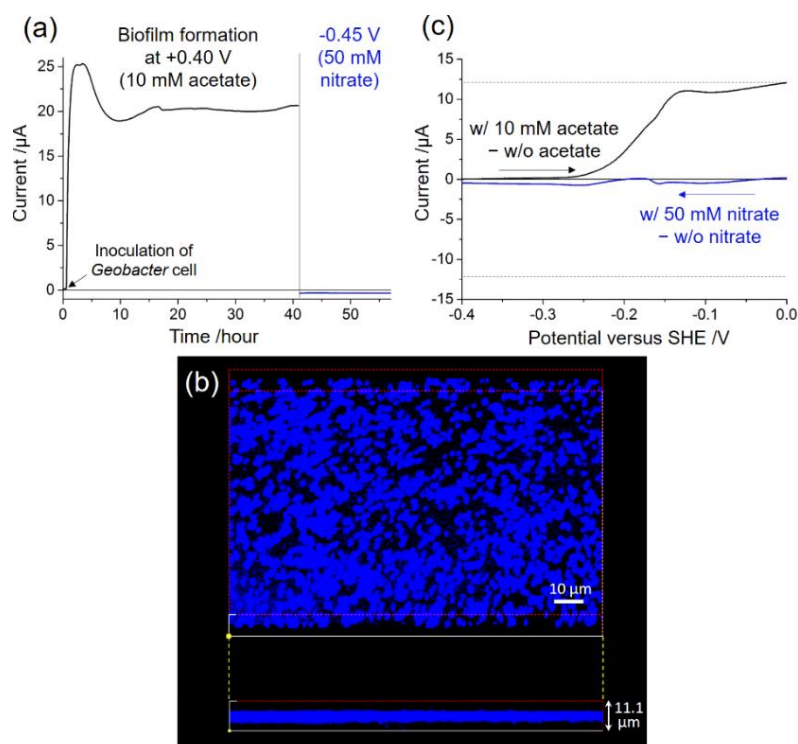 (a)
Biofilm formation
at +0.40 V
(10 mM acetate)
-0.45 V
(50 mM
nitrate)
25
20
15
10
5
0
Current /µA
Inoculation of
Geobacter cell
0 10 20 30 40 50
Time /hour
(c)
15
10
5
0
-5
-10
-15
Current /µA
w/ 10 mM acetate
− w/o acetate
w/ 50 mM nitrate
− w/o nitrate
-0.4 -0.3 -0.2 -0.1 0.0
Potential versus SHE /V
(b)
10 µm
11.1
µm